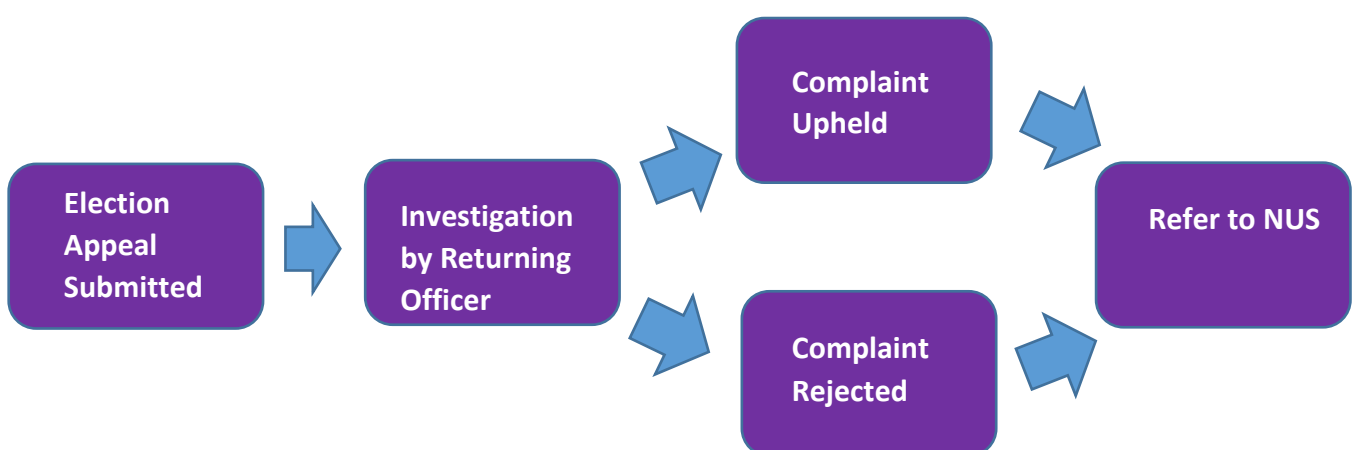 Election
Appeal
Submitted
Investigation
by Returning
Officer
Complaint
Upheld
Complaint
Rejected
Refer to NUS